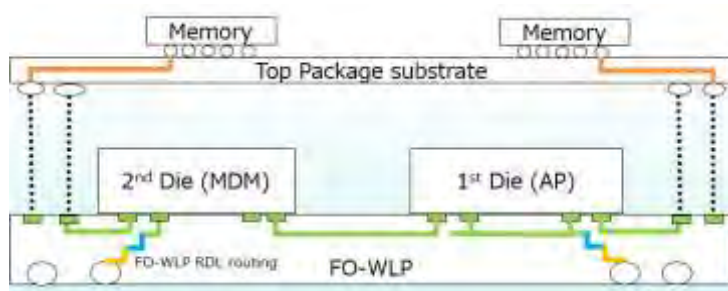 Memory
Memory
Top Package substrate
2nd Die (MDM)
1st Die (AP)
FO-WLP RDL routing
FO-WLP